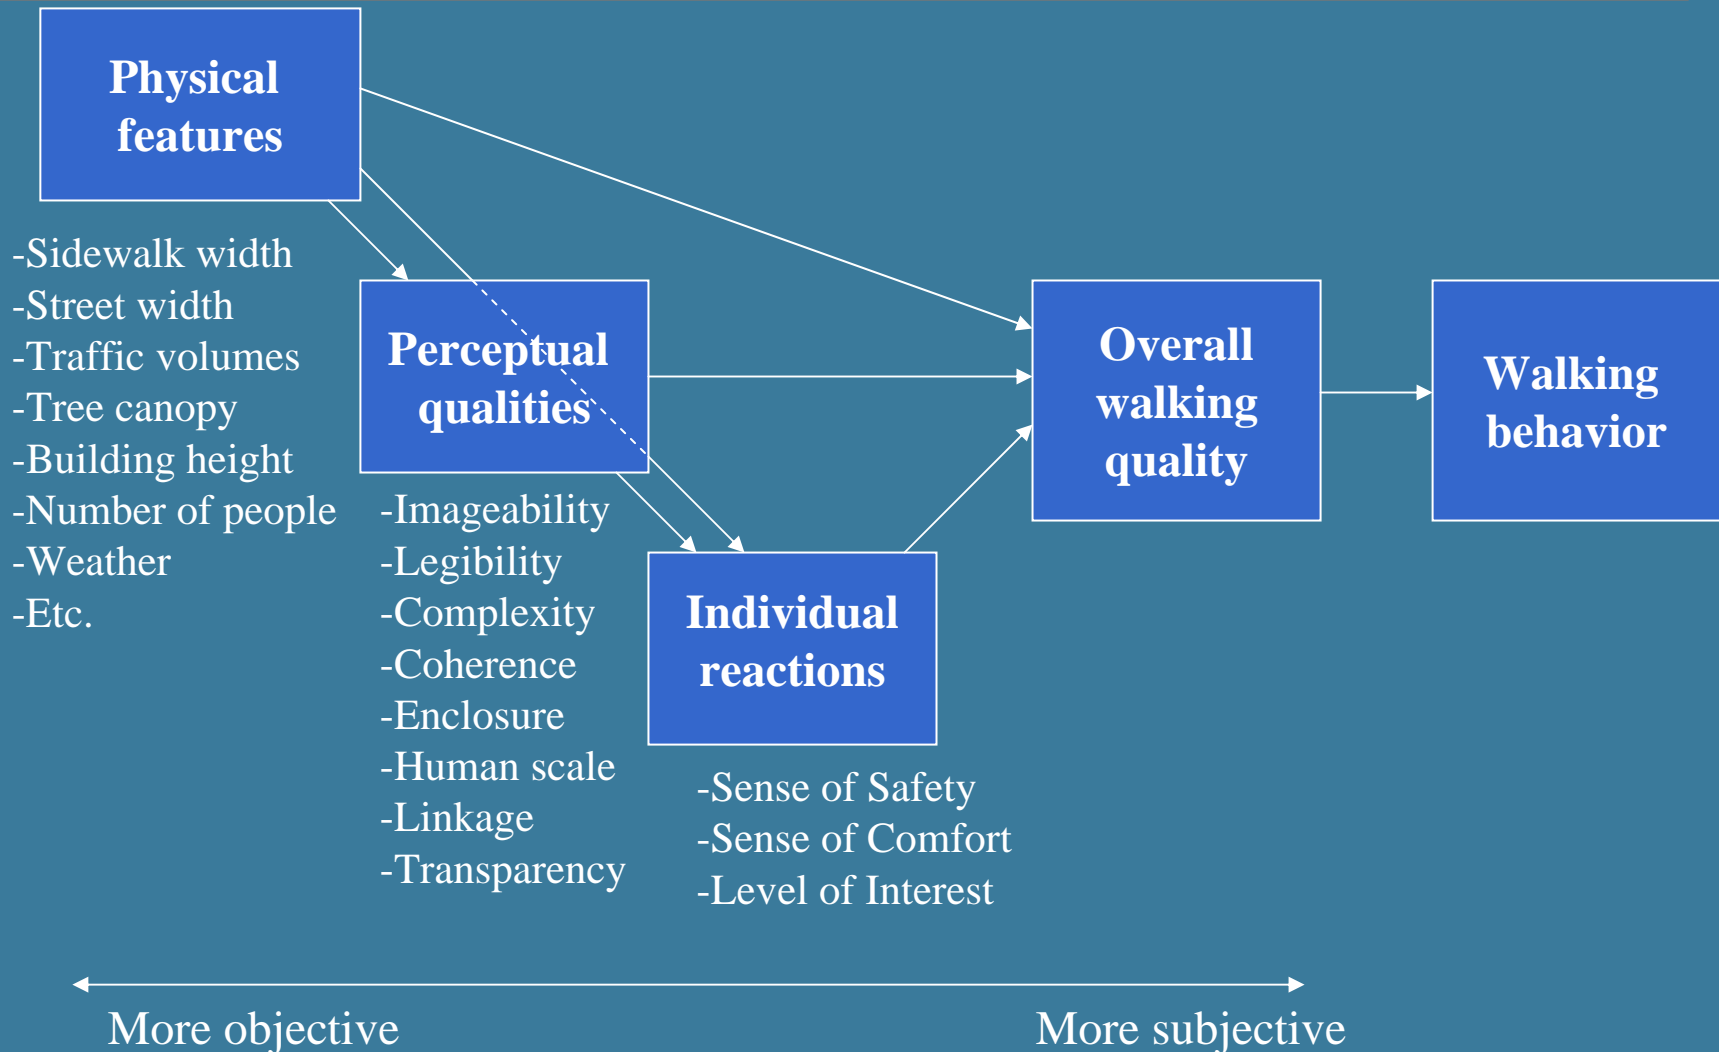 Physical
features
-Sidewalk width
-Street width
-Traffic volumes
-Tree canopy
-Building height
-Number of people
-Weather
-Etc.
Perceptual
qualities
-Imageability
-Legibility
-Complexity
-Coherence
-Enclosure
-Human scale
-Linkage
-Transparency
Individual
reactions
-Sense of Safety
-Sense of Comfort
-Level of Interest
Overall
walking
quality
Walking
behavior
More objective
More subjective